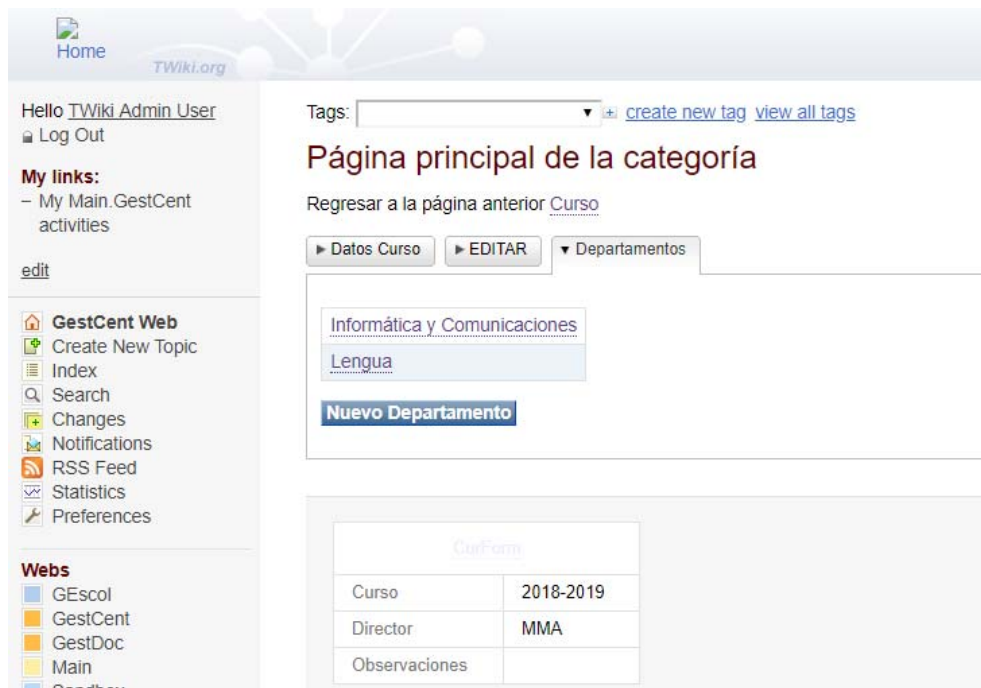 Home
TWiki.org
Hello TWiki Admin User
Log Out
My links:
– My Main.GestCent
activities
edit
GestCent Web
Create New Topic
Index
Search
Changes
Notifications
RSS Feed
Statistics
Preferences
Webs
GEscol
GestCent
GestDoc
Main
Sandbox
Tags: create new tag view all tags
Página principal de la categoría
Regresar a la página anterior Curso
Datos Curso EDITAR Departamentos
Informática y Comunicaciones
Lengua
Nuevo Departamento
CurForm
Curso 2018-2019
Director MMA
Observaciones